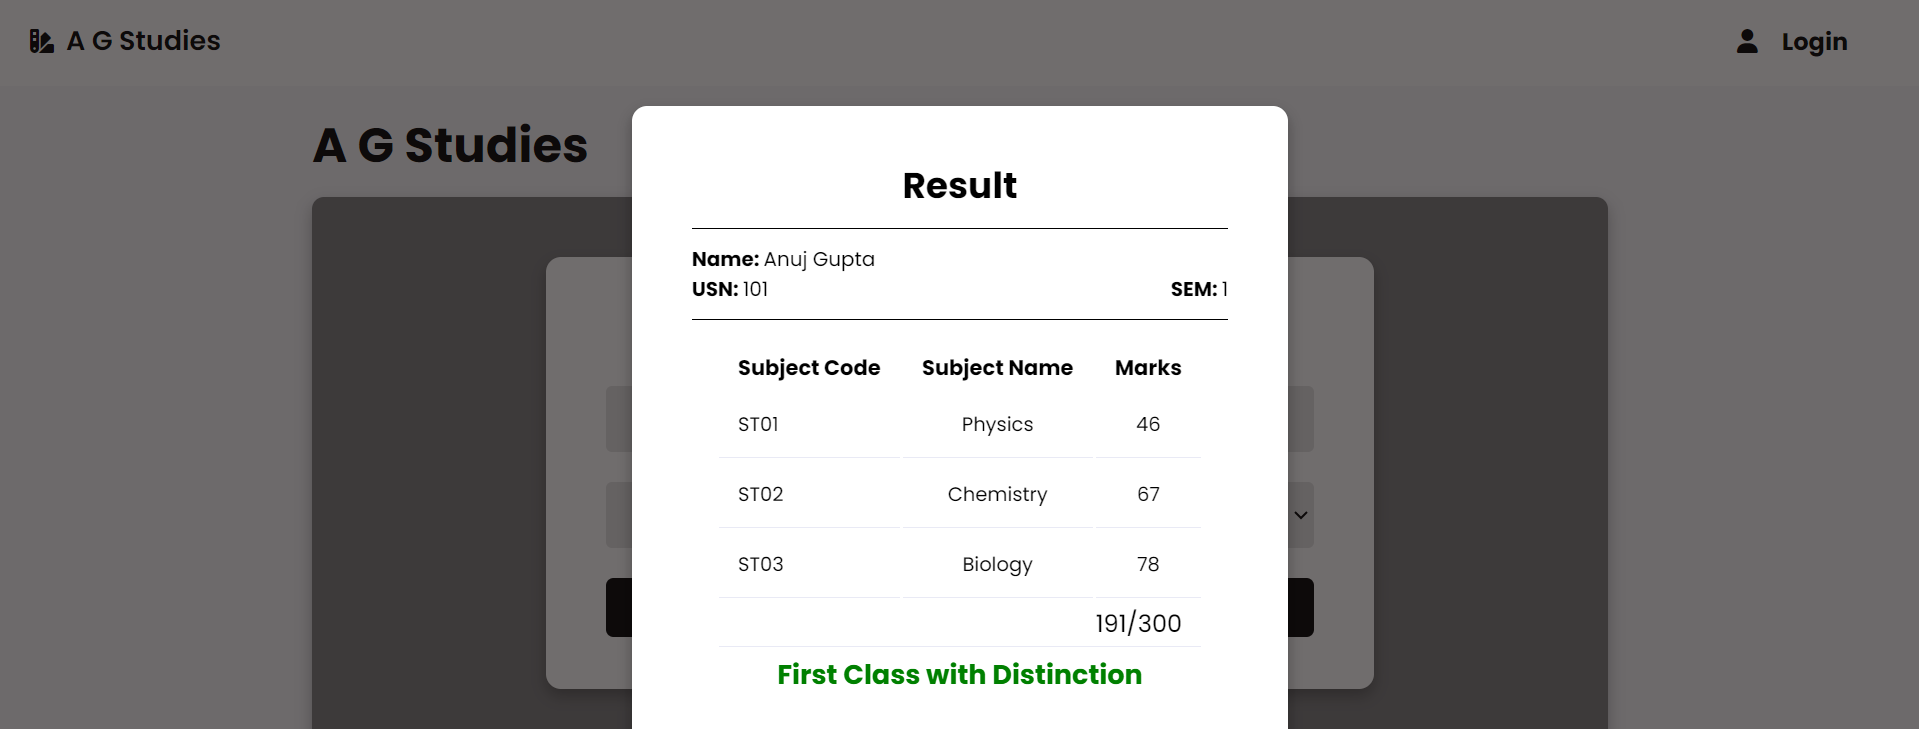 A G Studies
Login
A G Studies
Result
Name: Anuj Gupta
USN: 101 SEM: 1
Subject Code Subject Name Marks
ST01 Physics 46
ST02 Chemistry 67
ST03 Biology 78
191/300
First Class with Distinction